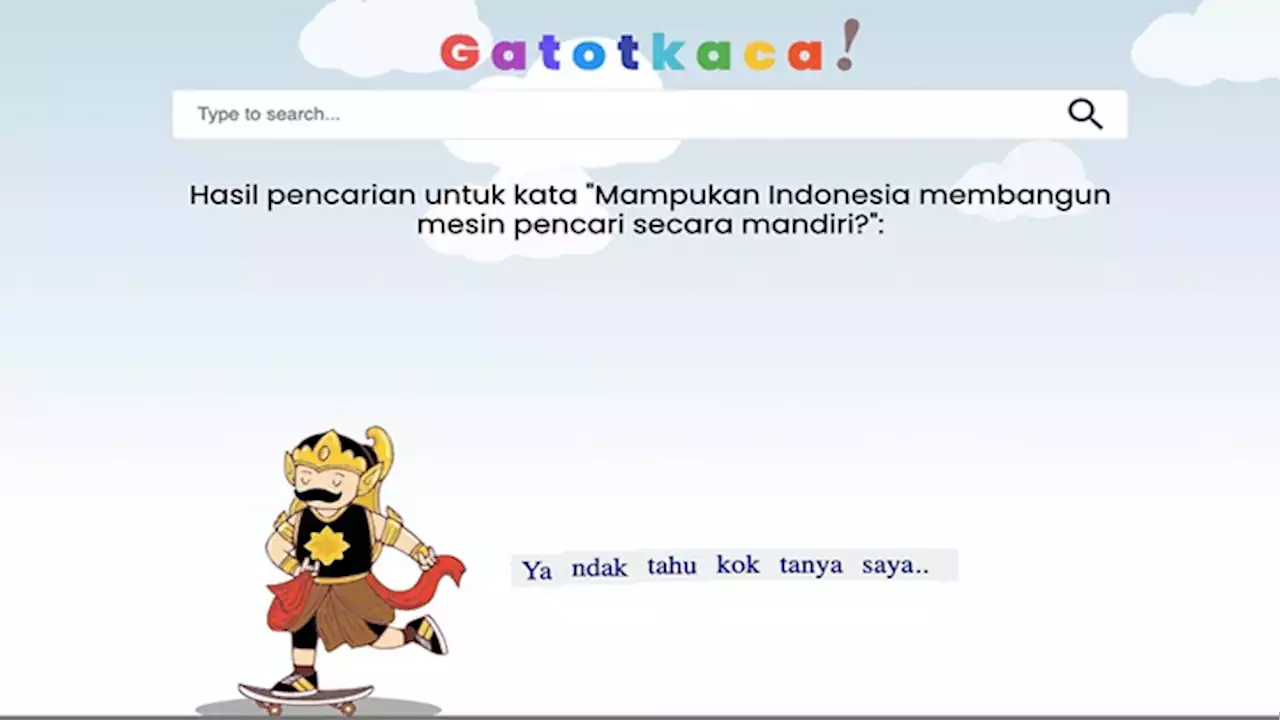 Gatotkaca!
Type to search...
Hasil pencarian untuk kata "Mampukan Indonesia membangun
mesin pencari secara mandiri?":
Ya ndak tahu kok tanya saya..